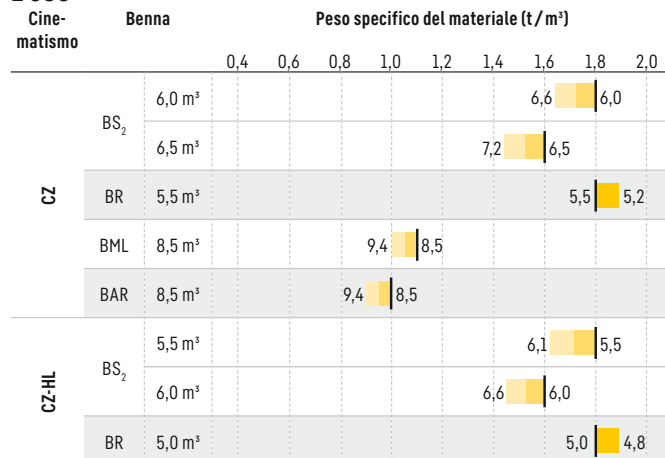 Cine-
matismo
Benna
Peso specifico del materiale (t/m³)
0,4 0,6 0,8 1,0 1,2 1,4 1,6 1,8 2,0
CZ
BS₂
6,0 m³ 6,6 6,0
6,5 m³ 7,2 6,5
BR 5,5 m³ 5,5 5,2
BML 8,5 m³ 9,4 8,5
BAR 8,5 m³ 9,4 8,5
CZ-HL
BS₂
5,5 m³ 6,1 5,5
6,0 m³ 6,6 6,0
BR 5,0 m³ 5,0 4,8